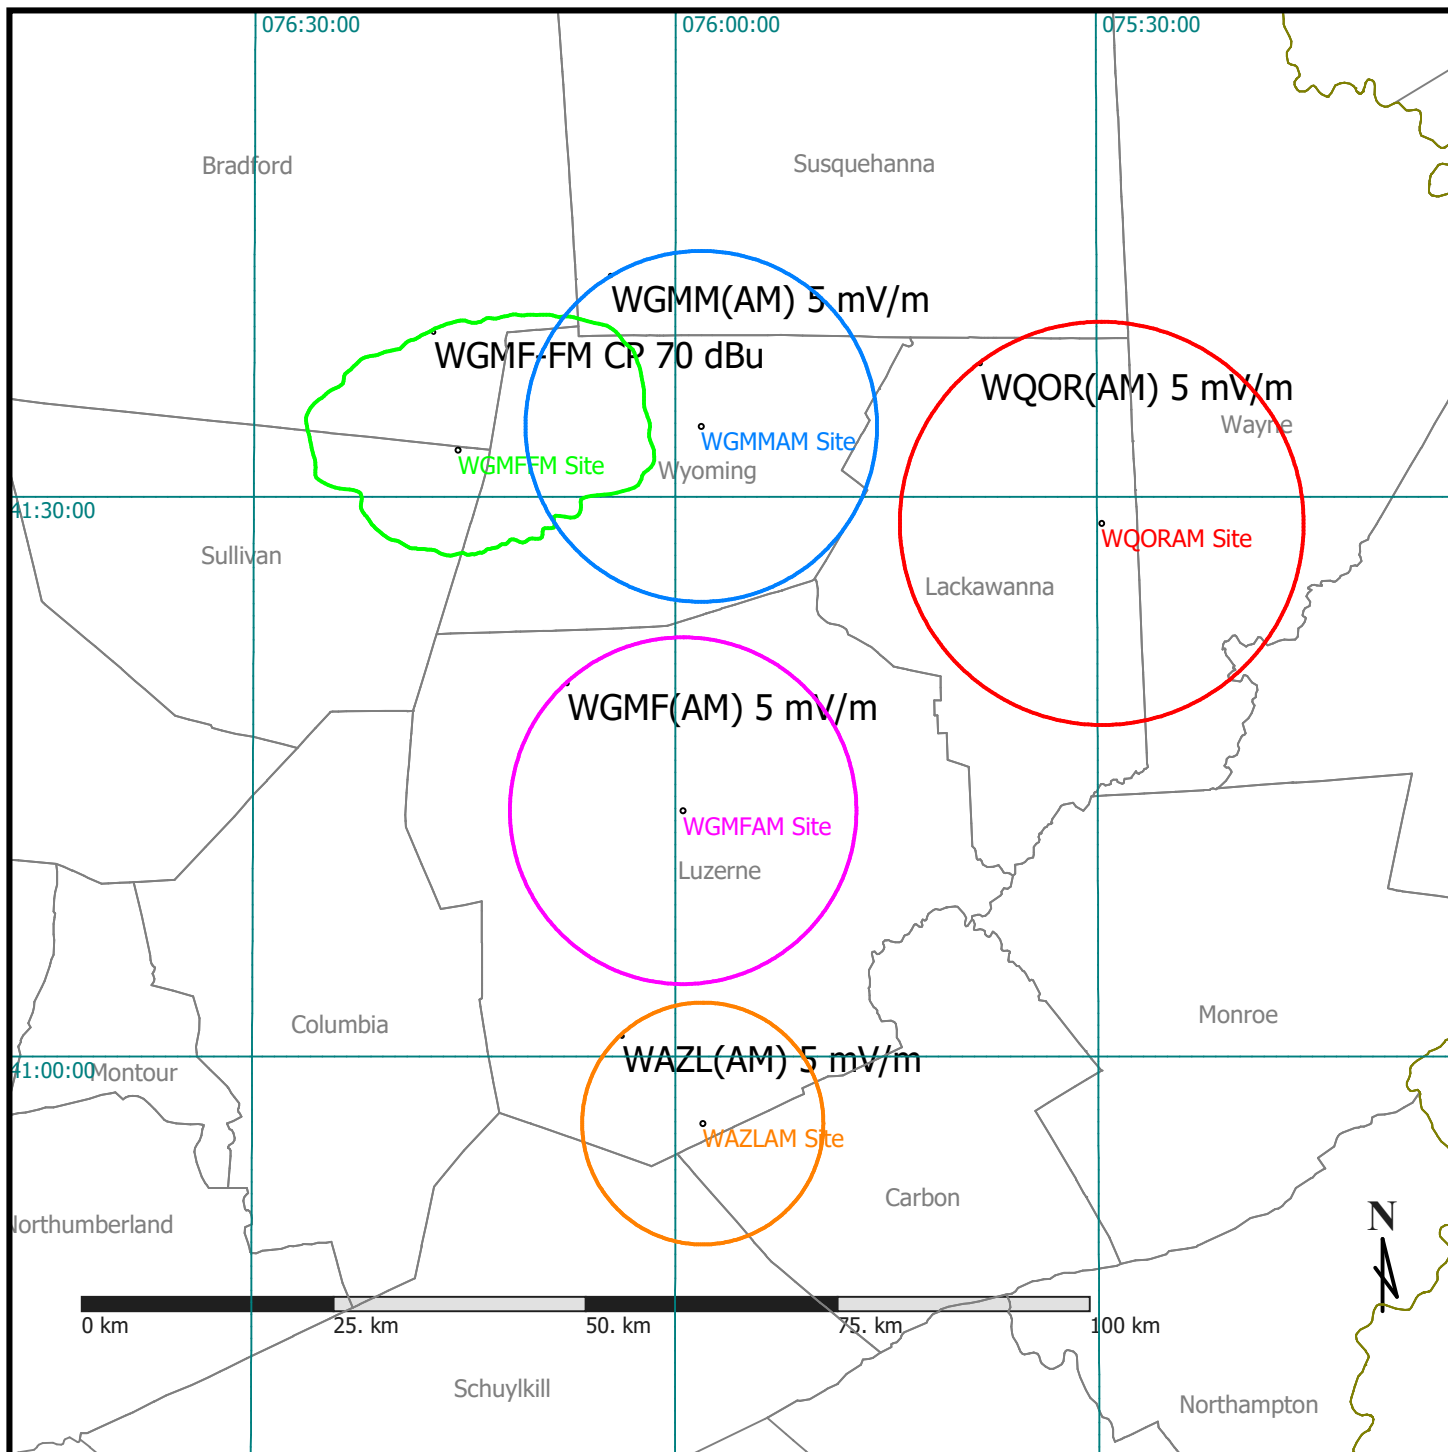 076:30:00
076:00:00
075:30:00
Bradford
Susquehanna
WGMM(AM) 5 mV/m
WGMF-FM CP 70 dBu
WQOR(AM) 5 mV/m
Wayne
WGMMAM Site
WGMFFM Site
Wyoming
41:30:00
WQORAM Site
Sullivan
Lackawanna
WGMF(AM) 5 mV/m
WGMFAM Site
Luzerne
Monroe
Columbia
WAZL(AM) 5 mV/m
41:00:00
Montour
WAZLAM Site
Carbon
Northumberland
N
0 km
25. km
50. km
75. km
100 km
Schuylkill
Northampton